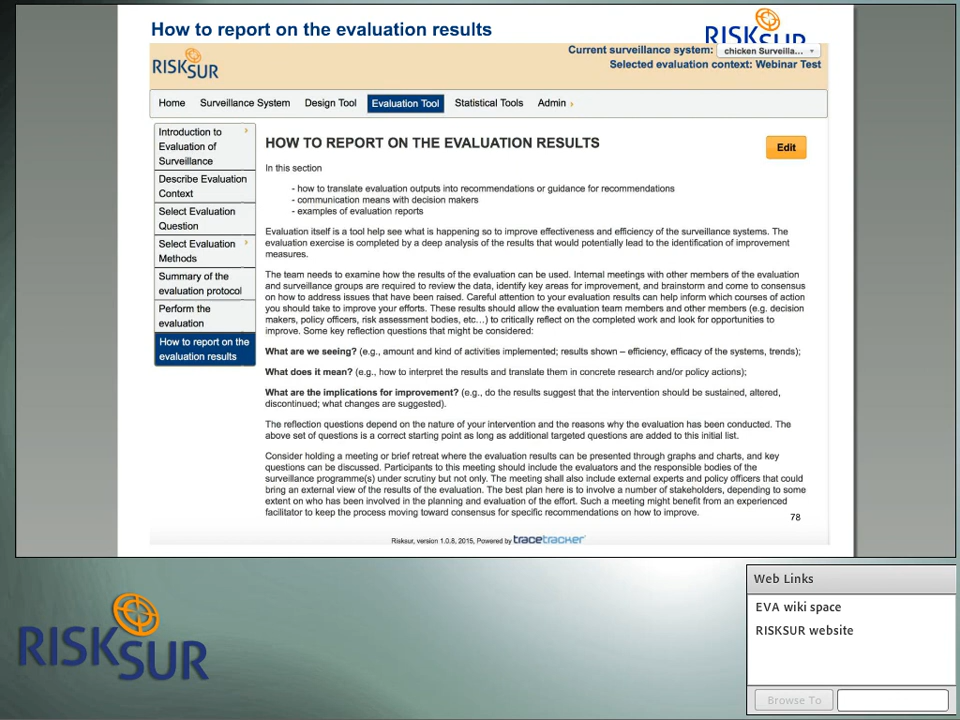 How to report on the evaluation results
RISKSUR
RISKSUR
Current surveillance system: chicken Surveilla...
Selected evaluation context: Webinar Test
Home Surveillance System Design Tool Evaluation Tool Statistical Tools Admin
Introduction to
Evaluation of
Surveillance
Describe Evaluation
Context
Select Evaluation
Question
Select Evaluation
Methods
Summary of the
evaluation protocol
Perform the
evaluation
How to report on the
evaluation results
HOW TO REPORT ON THE EVALUATION RESULTS
Edit
In this section
- how to translate evaluation outputs into recommendations or guidance for recommendations
- communication means with decision makers
- examples of evaluation reports
Evaluation itself is a tool help see what is happening so to improve effectiveness and efficiency of the surveillance systems. The
evaluation exercise is completed by a deep analysis of the results that would potentially lead to the identification of improvement
measures.
The team needs to examine how the results of the evaluation can be used. Internal meetings with other members of the evaluation
and surveillance groups are required to review the data, identify key areas for improvement, and brainstorm and come to consensus
on how to address issues that have been raised. Careful attention to your evaluation results can help inform which courses of action
you should take to improve your efforts. These results should allow the evaluation team members and other members (e.g. decision
makers, policy officers, risk assessment bodies, etc...) to critically reflect on the completed work and look for opportunities to
improve. Some key reflection questions that might be considered:
What are we seeing? (e.g., amount and kind of activities implemented; results shown – efficiency, efficacy of the systems, trends);
What does it mean? (e.g., how to interpret the results and translate them in concrete research and/or policy actions);
What are the implications for improvement? (e.g., do the results suggest that the intervention should be sustained, altered,
discontinued; what changes are suggested).
The reflection questions depend on the nature of your intervention and the reasons why the evaluation has been conducted. The
above set of questions is a correct starting point as long as additional targeted questions are added to this initial list.
Consider holding a meeting or brief retreat where the evaluation results can be presented through graphs and charts, and key
questions can be discussed. Participants to this meeting should include the evaluators and the responsible bodies of the
surveillance programme(s) under scrutiny but not only. The meeting shall also include external experts and policy officers that could
bring an external view of the results of the evaluation. The best plan here is to involve a number of stakeholders, depending to some
extent on who has been involved in the planning and evaluation of the effort. Such a meeting might benefit from an experienced
facilitator to keep the process moving toward consensus for specific recommendations on how to improve.
78
Risksur, version 1.0.8, 2015, Powered by tracetracker
RISKSUR
Web Links
EVA wiki space
RISKSUR website
Browse To